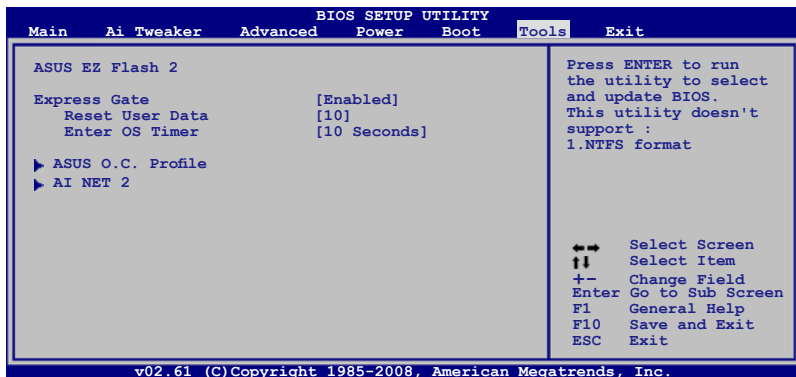 BIOS SETUP UTILITY
Main Ai Tweaker Advanced Power Boot Tools Exit
ASUS EZ Flash 2
Express Gate [Enabled]
Reset User Data [10]
Enter OS Timer [10 Seconds]
ASUS O.C. Profile
AI NET 2
Press ENTER to run
the utility to select
and update BIOS.
This utility doesn't
support :
1.NTFS format
Select Screen
Select Item
+- Change Field
Enter Go to Sub Screen
F1 General Help
F10 Save and Exit
ESC Exit
v02.61 (C)Copyright 1985-2008, American Megatrends, Inc.